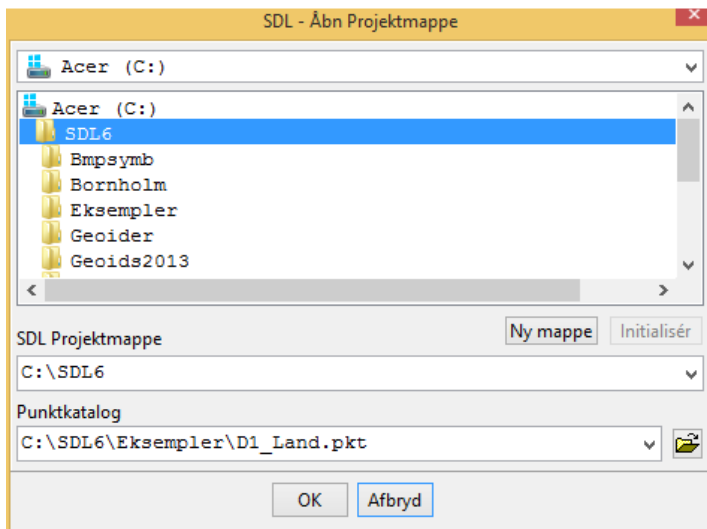 SDL - Åbn Projektmappe
Acer (C:)
Acer (C:)
SDL6
Bmpsymb
Bornholm
Eksempler
Geoider
Geoids2013
SDL Projektmappe
Ny mappe
Initialisér
C:\SDL6
Punktkatalog
C:\SDL6\Eksempler\D1_Land.pkt
OK
Afbryd